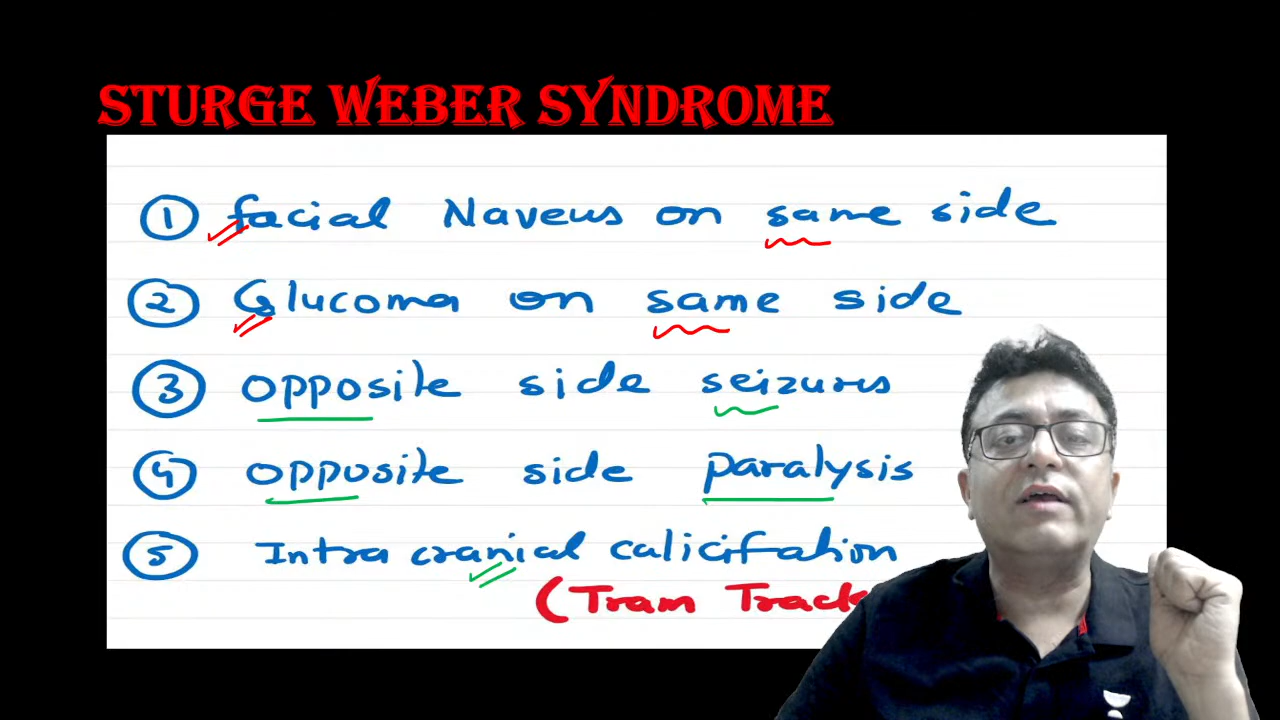 STURGE WEBER SYNDROME
① facial Naveus on same side
② Glucoma on same side
③ opposite side seizures
④ opposite side paralysis
⑤ Intra cranial calicifation
(Tram Track